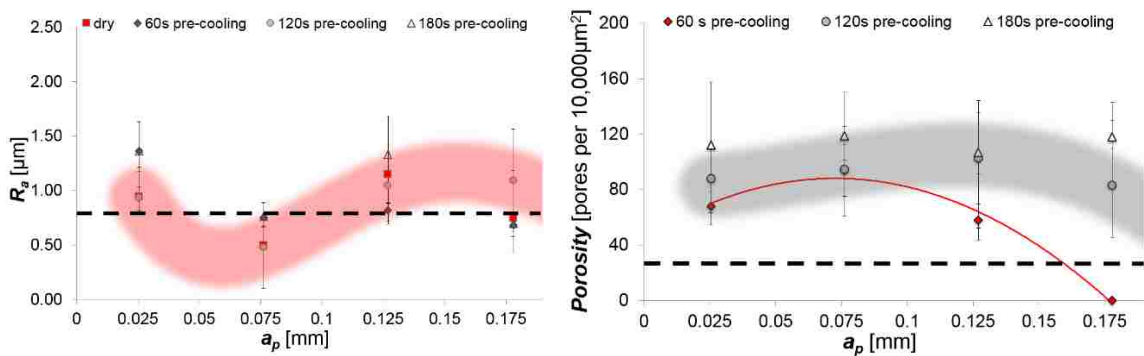 dry 60s pre-cooling 120s pre-cooling 180s pre-cooling
2.50
2.00
1.50
1.00
0.50
0.00
Ra [µm]
0 0.025 0.05 0.075 0.1 0.125 0.15 0.175
ap [mm]
60 s pre-cooling 120s pre-cooling 180s pre-cooling
200
160
120
80
40
0
Porosity [pores per 10,000µm²]
0 0.025 0.05 0.075 0.1 0.125 0.15 0.175
ap [mm]